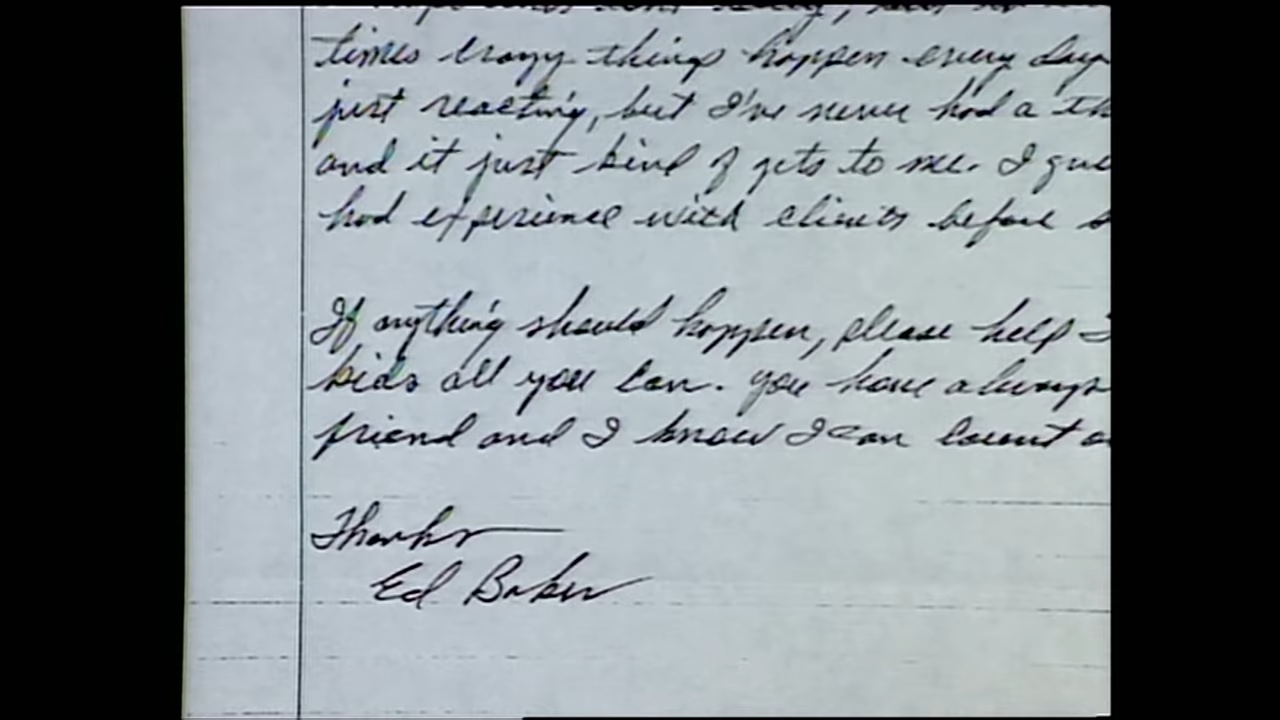 times crazy things happen every day
just reacting, but I've never had a th
and it just kind of gets to me. I gue
had experience with clients before s
If anything should happen, please help
kids all you can. you have always
friend and I know I can count o
Thanks
Ed Baker